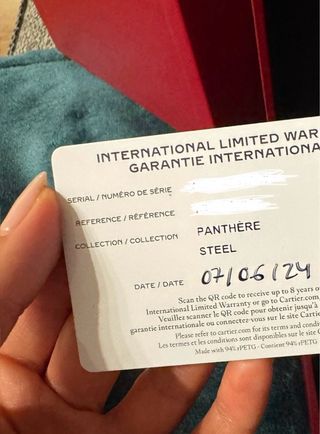 INTERNATIONAL LIMITED WAR
GARANTIE INTERNATIONA
SERIAL / NUMÉRO DE SÉRIE
REFERENCE / RÉFÉRENCE
COLLECTION / COLLECTION PANTHÈRE
STEEL
DATE / DATE 07/06/24
Scan the QR code to receive up to 8 years o
International Limited Warranty or go to Cartier.com
Veuillez scanner le QR code pour obtenir jusqu'à
garantie internationale ou connectez-vous sur le site Carti
Please refer to cartier.com for its terms and condit
Les termes et les conditions sont disponibles sur le site C
Made with 94% rPETG - Contient 94% rPETG